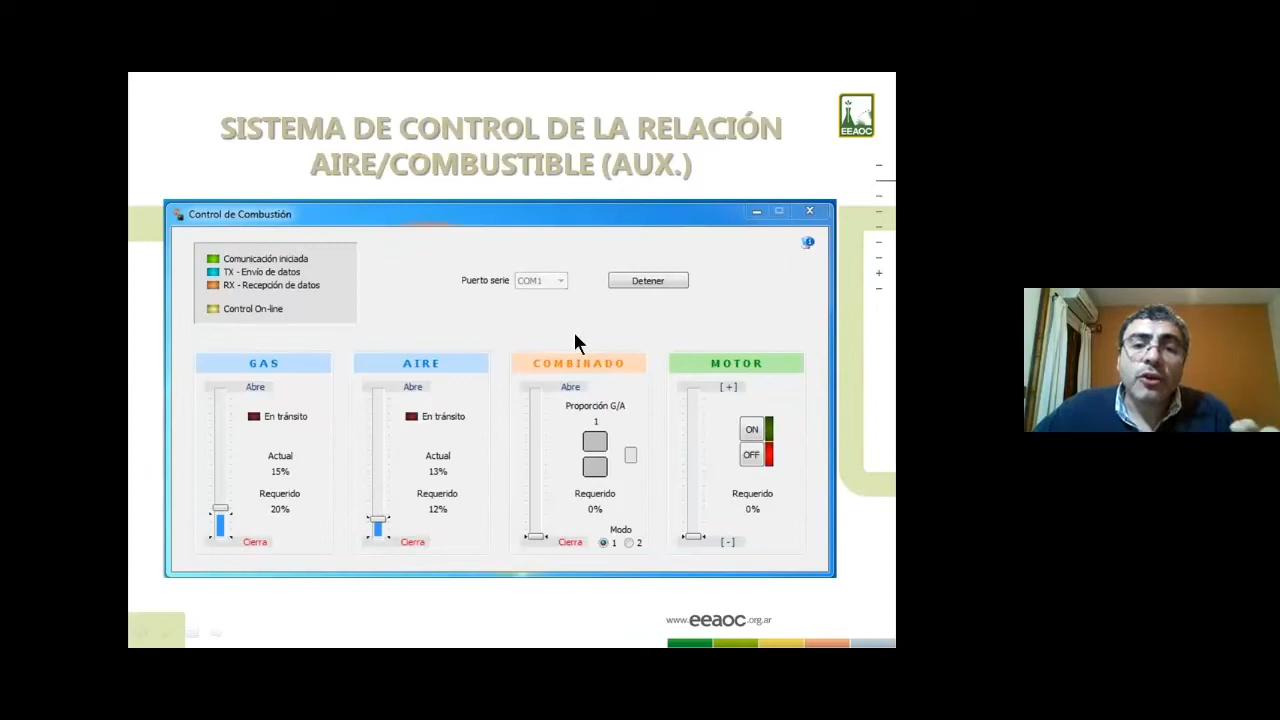 SISTEMA DE CONTROL DE LA RELACIÓN
AIRE/COMBUSTIBLE (AUX.)
EEAOC
Control de Combustión
Comunicación iniciada
TX - Envío de datos
RX - Recepción de datos
Control On-line
Puerto serie COM1 Detener
GAS
Abre
En tránsito
Actual
15%
Requerido
20%
Cierra
AIRE
Abre
En tránsito
Actual
13%
Requerido
12%
Cierra
COMBINADO
Abre
Proporción G/A
1
Requerido
0%
Modo
Cierra 1 2
MOTOR
[+]
ON
OFF
Requerido
0%
[-]
www.eeaoc.org.ar